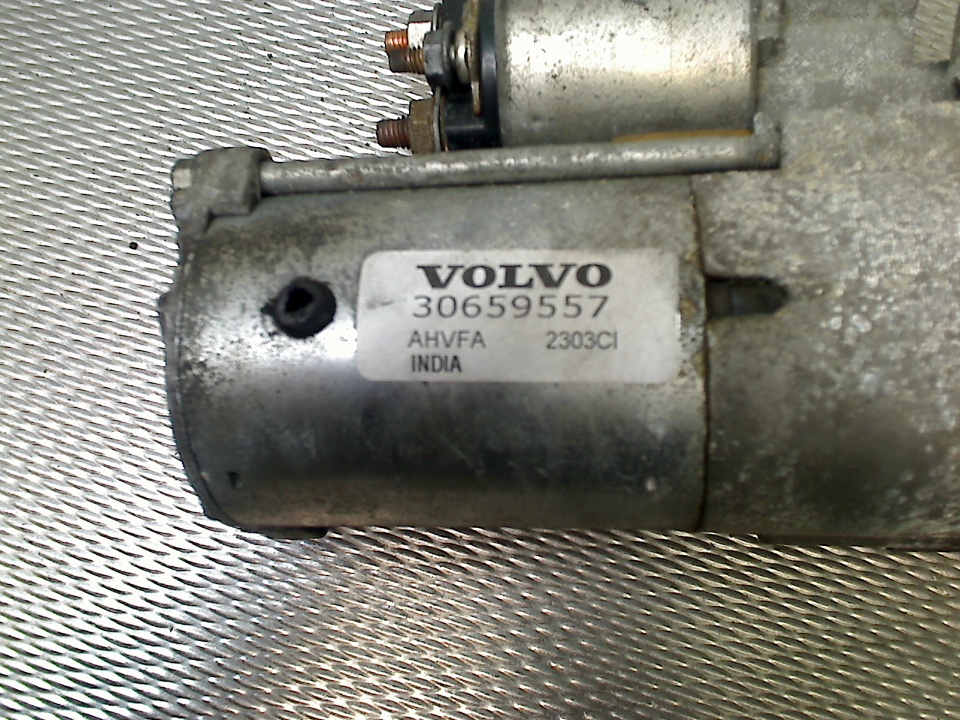 VOLVO
30659557
AHVFA 2303CI
INDIA